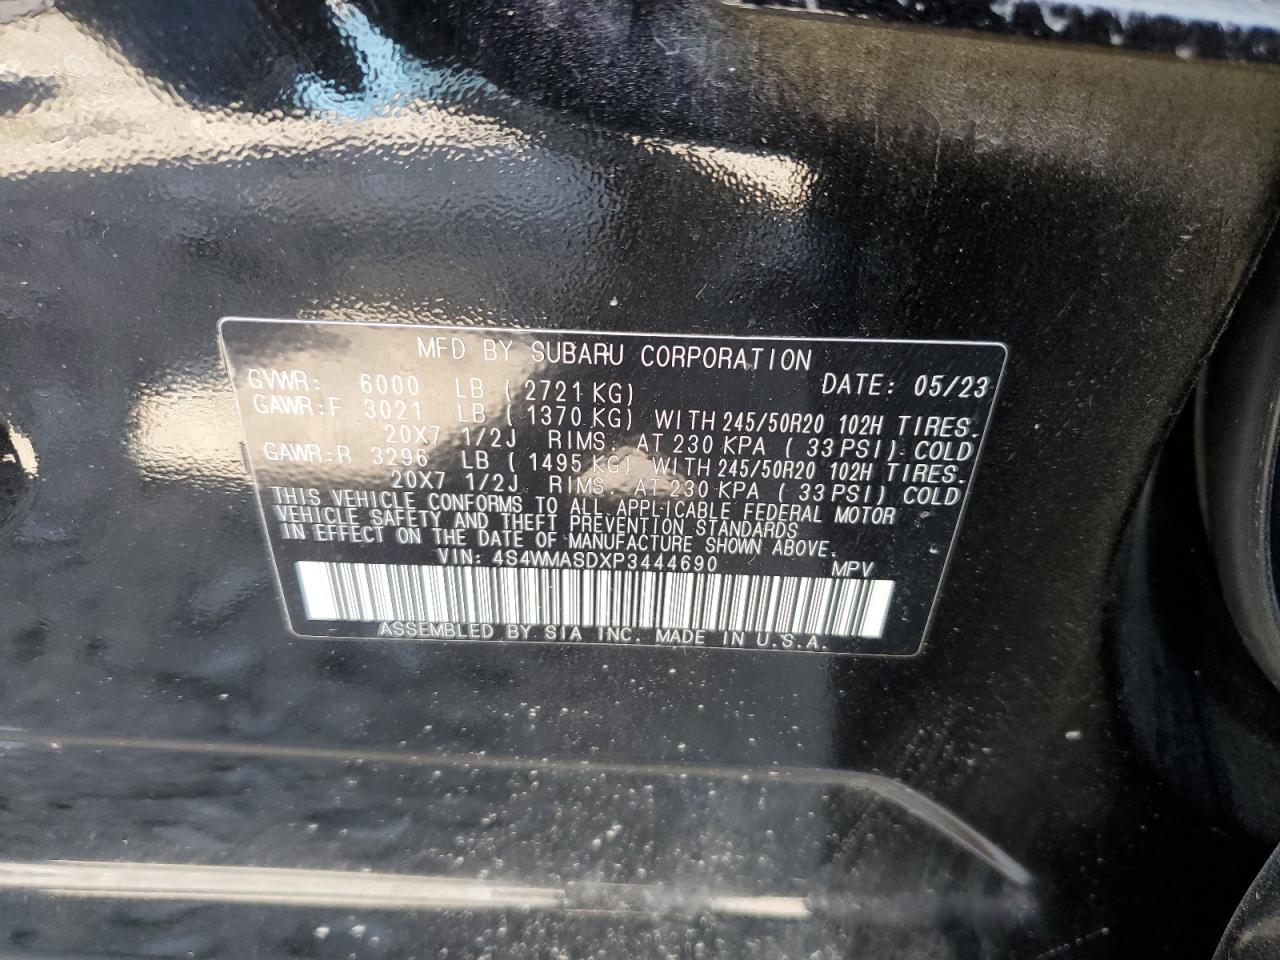 MFD BY SUBARU CORPORATION
GVWR: 6000 LB ( 2721 KG) DATE: 05/23
GAWR:F 3021 LB ( 1370 KG) WITH 245/50R20 102H TIRES.
20X7 1/2J RIMS. AT 230 KPA ( 33 PSI) COLD
GAWR:R 3296 LB ( 1495 KG) WITH 245/50R20 102H TIRES.
20X7 1/2J RIMS. AT 230 KPA ( 33 PSI) COLD
THIS VEHICLE CONFORMS TO ALL APPLICABLE FEDERAL MOTOR
VEHICLE SAFETY AND THEFT PREVENTION STANDARDS
IN EFFECT ON THE DATE OF MANUFACTURE SHOWN ABOVE.
VIN: 4S4WMASDXP3444690 MPV
ASSEMBLED BY SIA INC. MADE IN U.S.A.